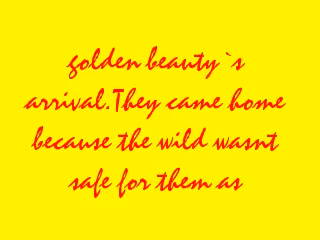 golden beauty`s
arrival.They came home
because the wild wasnt
safe for them as